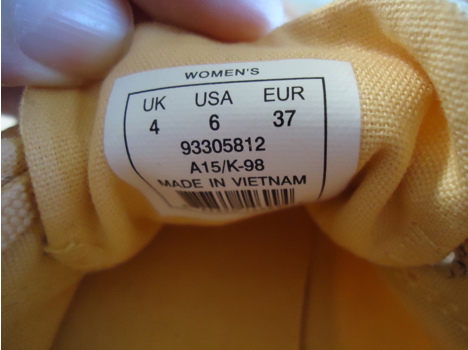 WOMEN'S
UK USA EUR
4 6 37
93305812
A15/K-98
MADE IN VIETNAM